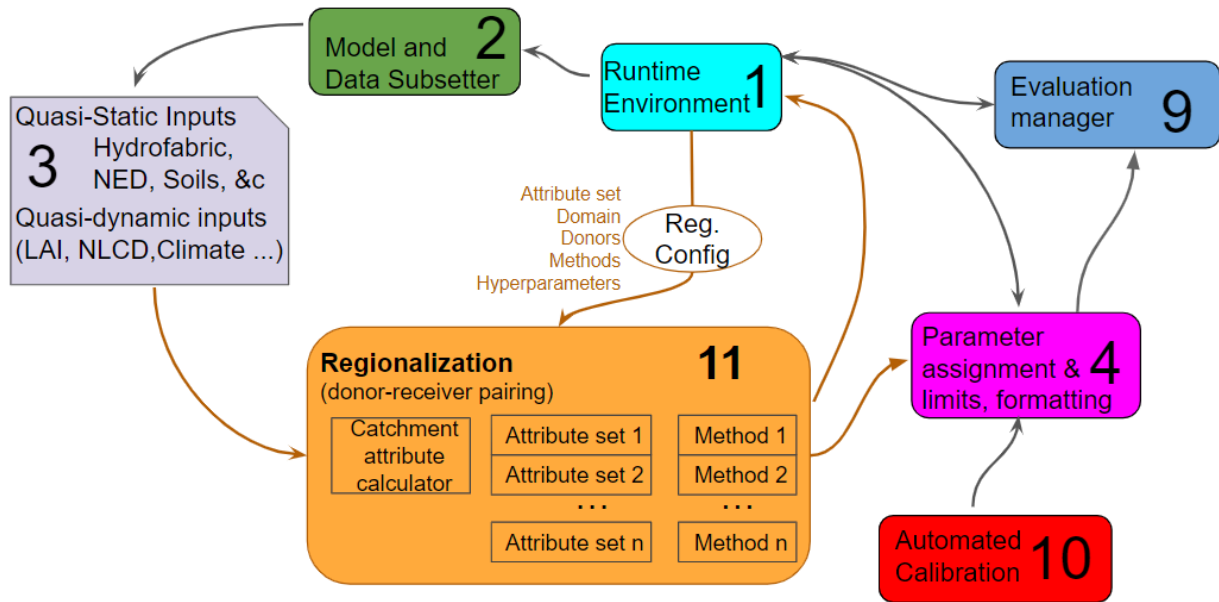 Model and
Data Subsetter
2
Runtime
Environment
1
Evaluation
manager
9
Quasi-Static Inputs
Hydrofabric,
NED, Soils, &c
3
Quasi-dynamic inputs
(LAI, NLCD,Climate ...)
Attribute set
Domain
Donors
Methods
Hyperparameters
Reg.
Config
Regionalization
(donor-receiver pairing)
11
Catchment
attribute
calculator
Attribute set 1
Attribute set 2
...
Attribute set n
Method 1
Method 2
...
Method n
Parameter
assignment &
limits, formatting
4
Automated
Calibration
10